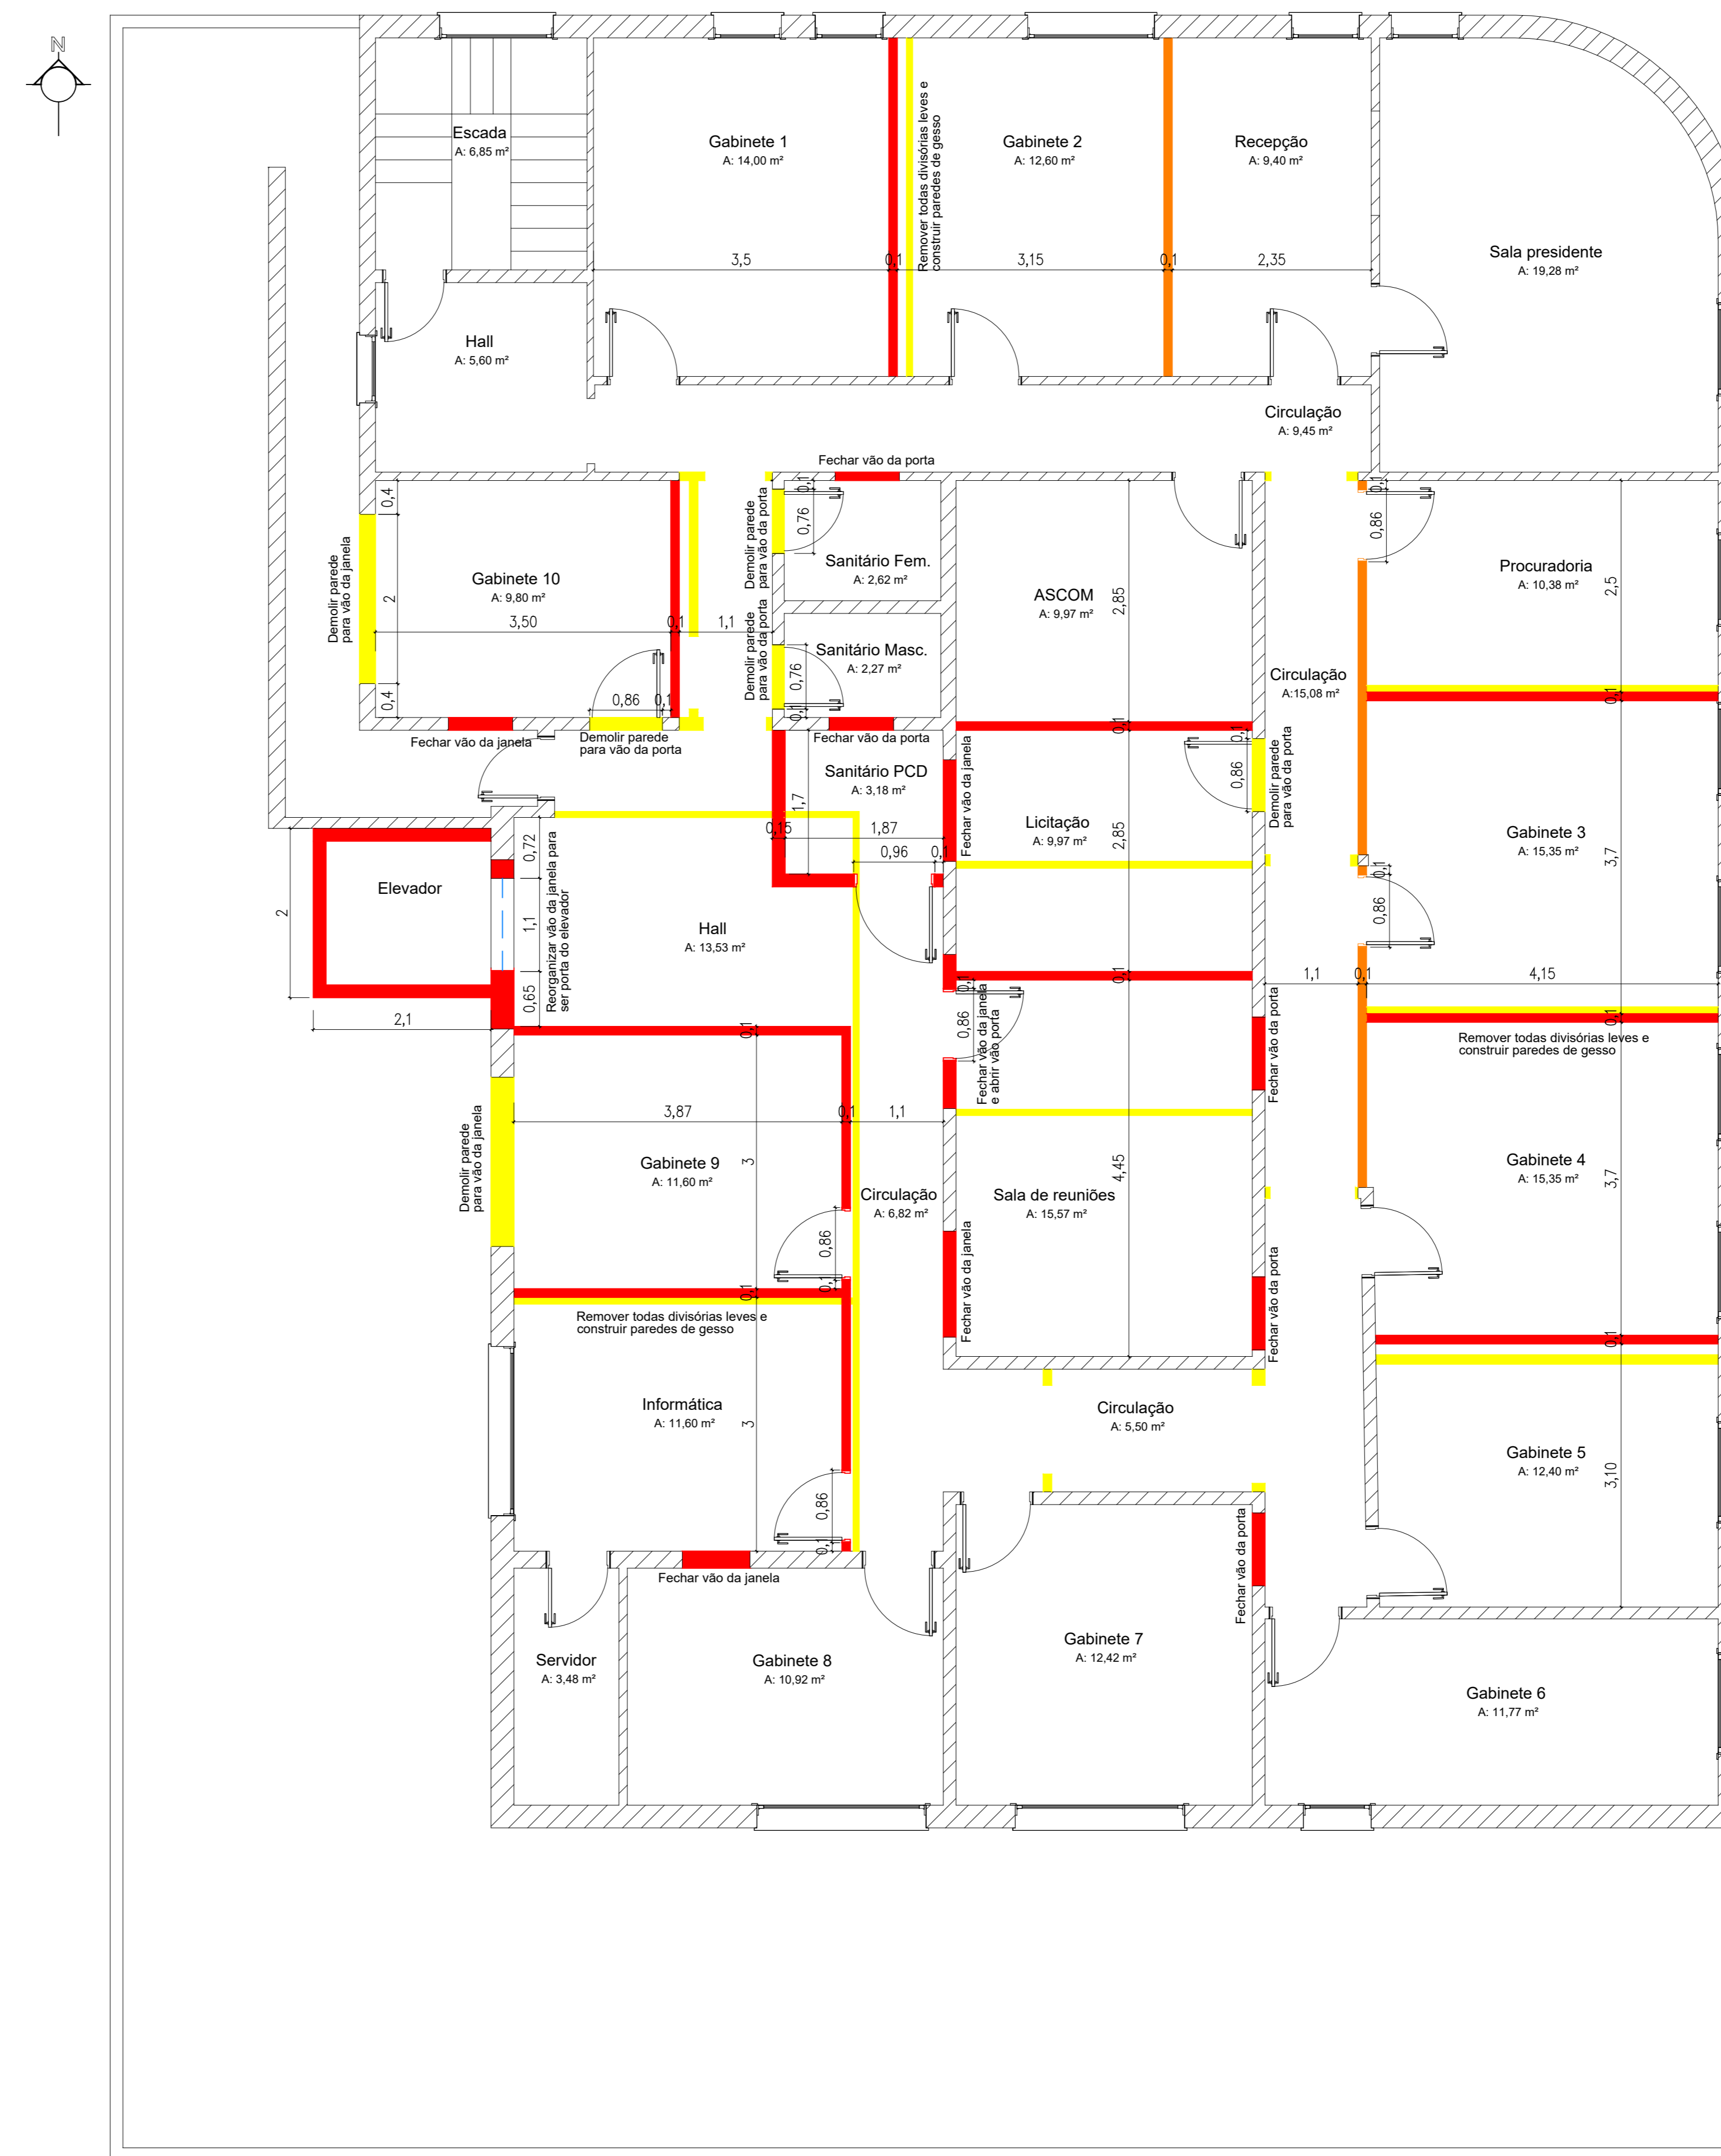 N
Escada
A: 6,85 m²
Gabinete 1
A: 14,00 m²
Remover todas divisórias leves e
construir paredes de gesso
Gabinete 2
A: 12,60 m²
Recepção
A: 9,40 m²
Sala presidente
A: 19,28 m²
3,5
0,1
3,15
0,1
2,35
Hall
A: 5,60 m²
Circulação
A: 9,45 m²
Fechar vão da porta
0,4
2
0,4
Demolir parede
para vão da janela
Gabinete 10
A: 9,80 m²
3,50
0,1
1,1
0,86
0,1
Demolir parede
para vão da porta
0,1
0,76
Sanitário Fem.
A: 2,62 m²
Demolir parede
para vão da porta
Sanitário Masc.
A: 2,27 m²
0,76
0,1
ASCOM
A: 9,97 m²
2,85
0,1
Circulação
A:15,08 m²
0,1
0,86
Procuradoria
A: 10,38 m²
2,5
0,1
Fechar vão da janela
Demolir parede
para vão da porta
Fechar vão da porta
Sanitário PCD
A: 3,18 m²
1,7
0,15
1,87
0,96
0,1
Fechar vão da janela
Licitação
A: 9,97 m²
2,85
0,1
0,1
0,86
Demolir parede
para vão da porta
Gabinete 3
A: 15,35 m²
3,7
0,1
0,86
1,1
0,1
4,15
0,1
Remover todas divisórias leves e
construir paredes de gesso
Elevador
2
2,1
0,72
1,1
0,65
Reorganizar vão da janela para
ser porta do elevador
Hall
A: 13,53 m²
0,1
0,86
Fechar vão da janela
e abrir vão porta
Fechar vão da porta
0,1
3,87
0,1
1,1
Demolir parede
para vão da janela
Gabinete 9
A: 11,60 m²
3
0,86
0,1
0,1
Circulação
A: 6,82 m²
Sala de reuniões
A: 15,57 m²
4,45
Fechar vão da janela
Fechar vão da porta
Gabinete 4
A: 15,35 m²
3,7
0,1
Remover todas divisórias leves e
construir paredes de gesso
Informática
A: 11,60 m²
3
0,86
0,1
Circulação
A: 5,50 m²
Gabinete 5
A: 12,40 m²
3,10
Fechar vão da janela
Fechar vão da porta
Servidor
A: 3,48 m²
Gabinete 8
A: 10,92 m²
Gabinete 7
A: 12,42 m²
Gabinete 6
A: 11,77 m²